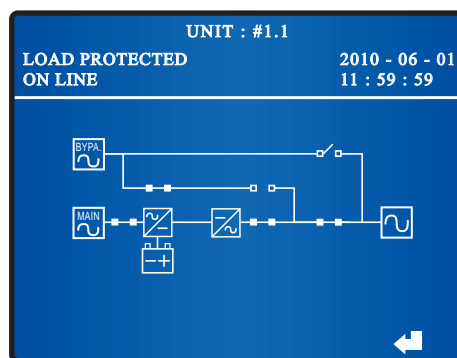 UNIT : #1.1
LOAD PROTECTED
2010 - 06 - 01
ON LINE
11 : 59 : 59
BYPA.
MAIN